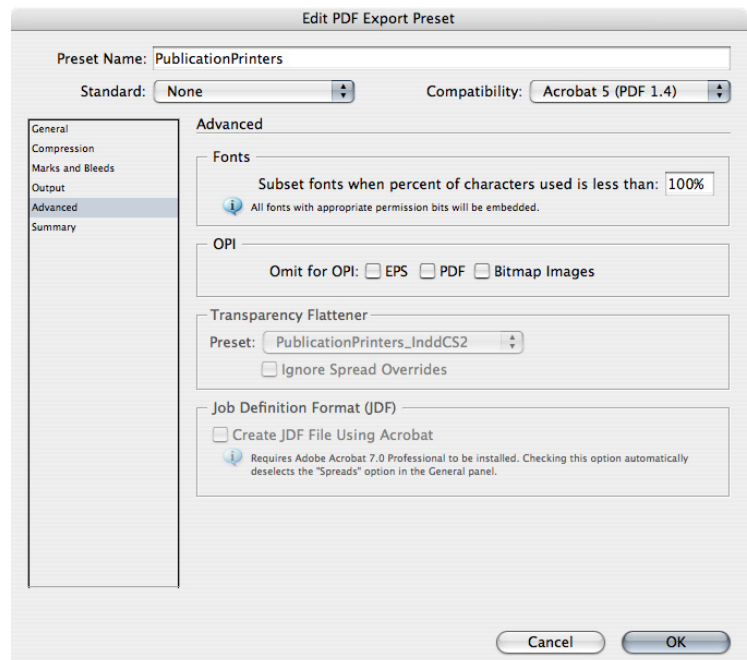 Edit PDF Export Preset
Preset Name: PublicationPrinters
Standard: None Compatibility: Acrobat 5 (PDF 1.4)
General
Compression
Marks and Bleeds
Output
Advanced
Summary
Advanced
Fonts
Subset fonts when percent of characters used is less than: 100%
All fonts with appropriate permission bits will be embedded.
OPI
Omit for OPI: EPS PDF Bitmap Images
Transparency Flattener
Preset: PublicationPrinters_InddCS2
Ignore Spread Overrides
Job Definition Format (JDF)
Create JDF File Using Acrobat
Requires Adobe Acrobat 7.0 Professional to be installed. Checking this option automatically
deselects the "Spreads" option in the General panel.
Cancel OK